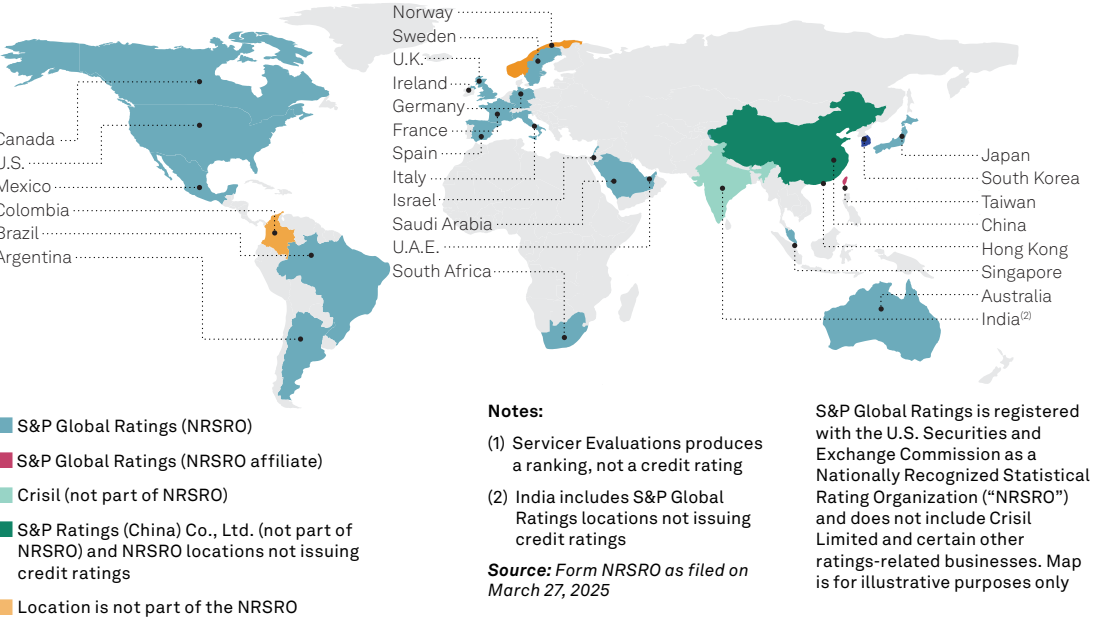 Norway
Sweden
U.K.
Ireland
Germany
France
Spain
Italy
Israel
Saudi Arabia
U.A.E.
South Africa
Canada
U.S.
Mexico
Colombia
Brazil
Argentina
Japan
South Korea
Taiwan
China
Hong Kong
Singapore
Australia
India(2)
S&P Global Ratings (NRSRO)
S&P Global Ratings (NRSRO affiliate)
Crisil (not part of NRSRO)
S&P Ratings (China) Co., Ltd. (not part of
NRSRO) and NRSRO locations not issuing
credit ratings
Location is not part of the NRSRO
Notes:
(1) Servicer Evaluations produces
a ranking, not a credit rating
(2) India includes S&P Global
Ratings locations not issuing
credit ratings
Source: Form NRSRO as filed on
March 27, 2025
S&P Global Ratings is registered
with the U.S. Securities and
Exchange Commission as a
Nationally Recognized Statistical
Rating Organization (“NRSRO”)
and does not include Crisil
Limited and certain other
ratings-related businesses. Map
is for illustrative purposes only